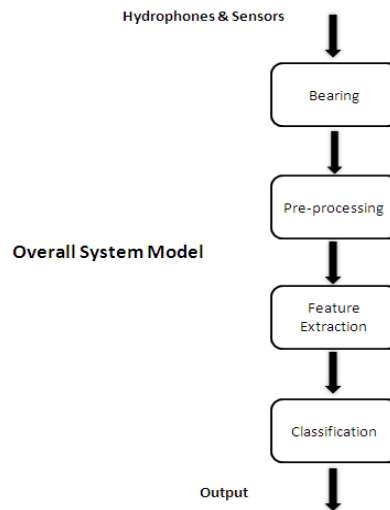 Hydrophones & Sensors
Bearing
Pre-processing
Overall System Model
Feature
Extraction
Classification
Output